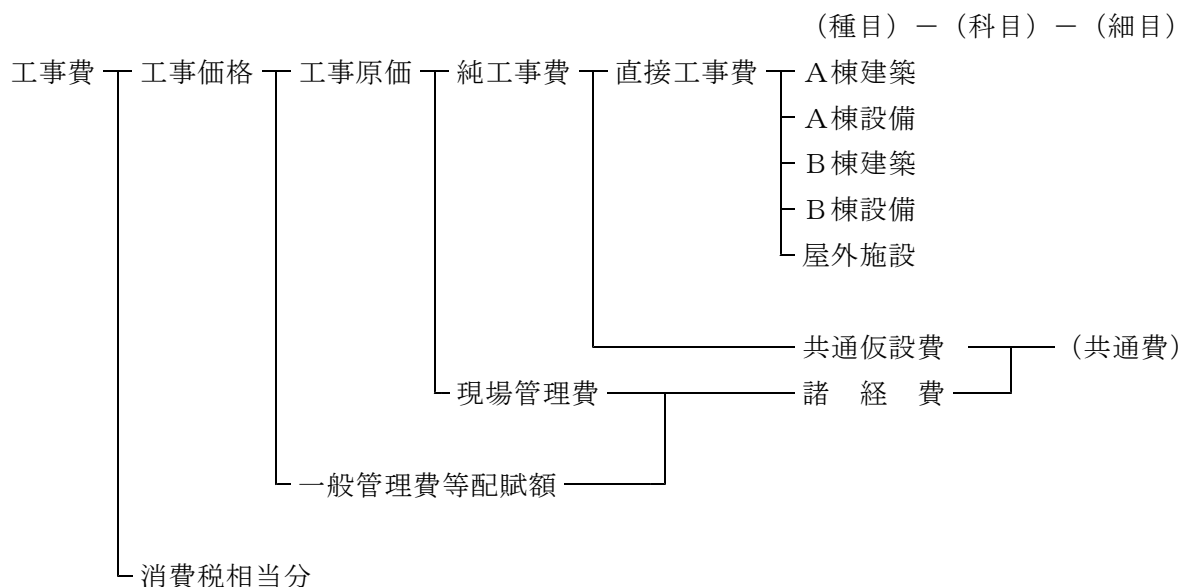 (種目)-(科目)-(細目)
工事費 工事価格 工事原価 純工事費 直接工事費 A棟建築
A棟設備
B棟建築
B棟設備
屋外施設
共通仮設費 (共通費)
現場管理費 諸 経 費
一般管理費等配賦額
消費税相当分